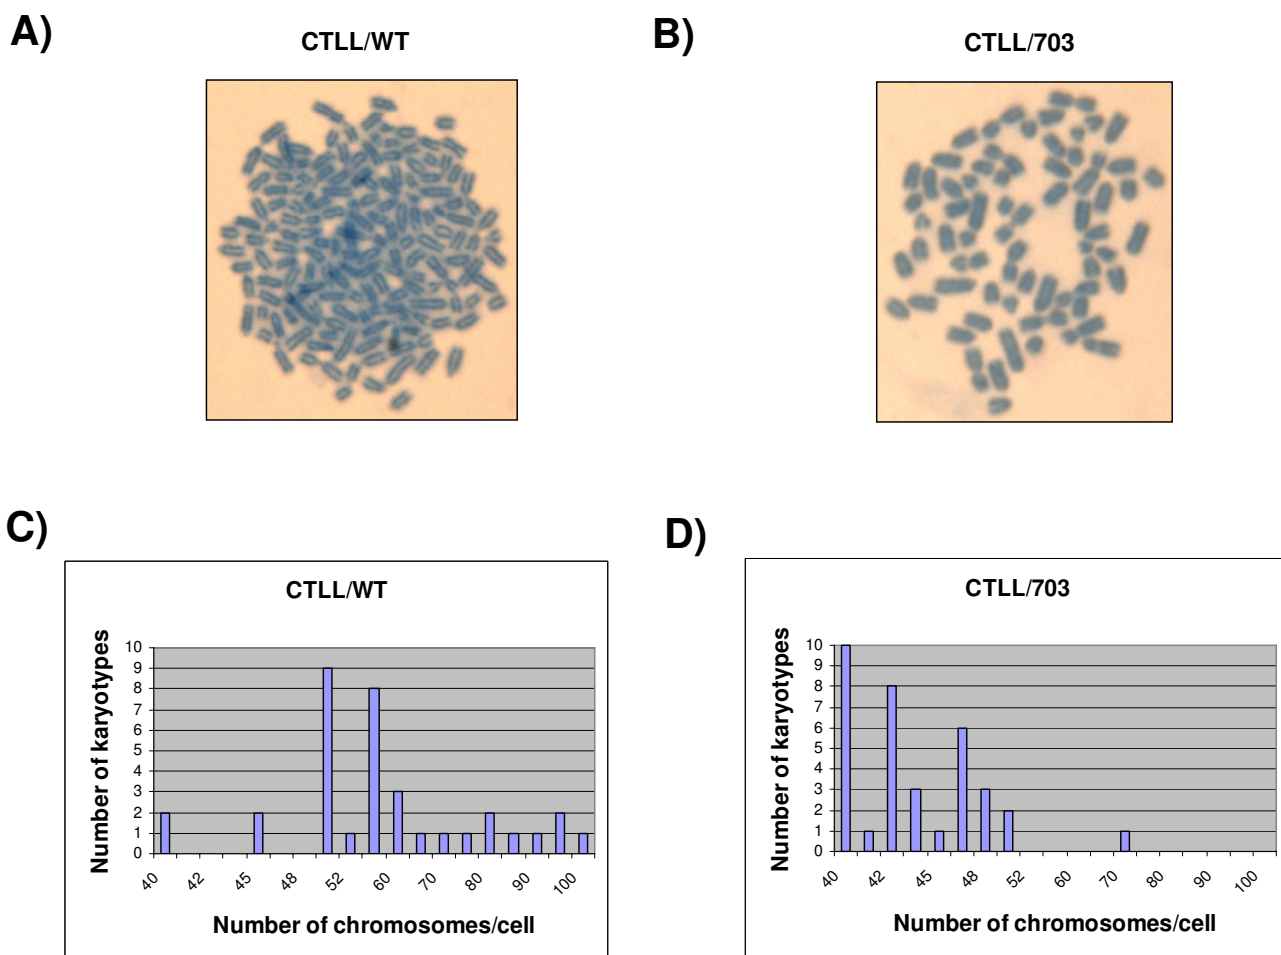 A)
CTLL/WT
B)
CTLL/703
C)
CTLL/WT
Number of karyotypes
10
9
8
7
6
5
4
3
2
1
0
40 42 45 48 52 60 70 80 90 100
Number of chromosomes/cell
D)
CTLL/703
Number of karyotypes
10
9
8
7
6
5
4
3
2
1
0
40 42 45 48 52 60 70 80 90 100
Number of chromosomes/cell